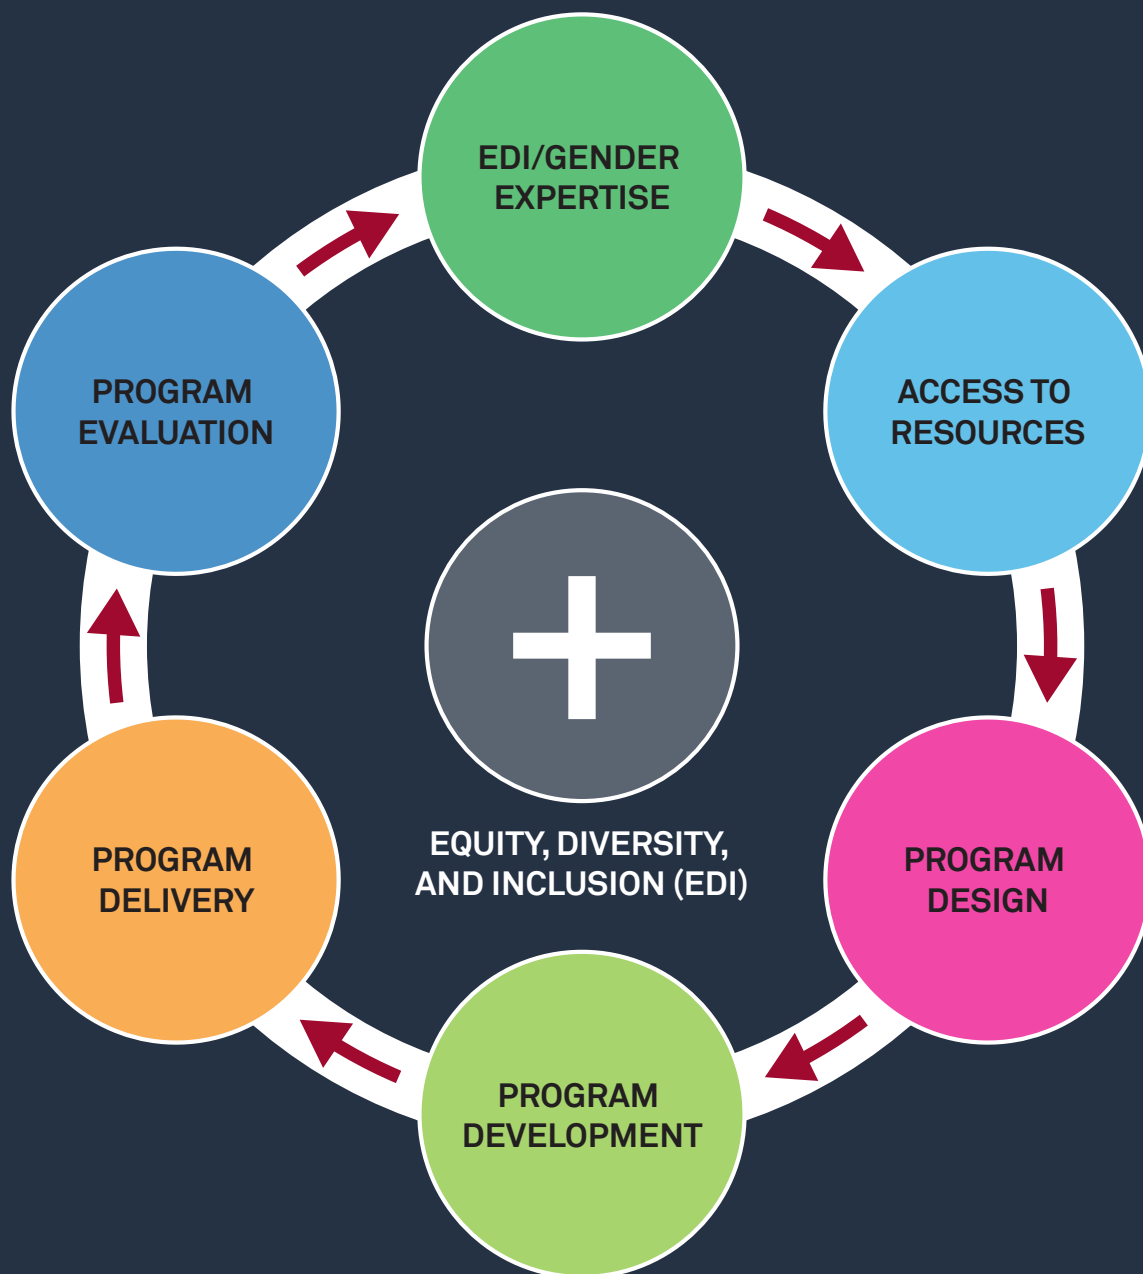 EDI/GENDER
EXPERTISE
ACCESS TO
RESOURCES
PROGRAM
DESIGN
PROGRAM
DEVELOPMENT
PROGRAM
DELIVERY
PROGRAM
EVALUATION
EQUITY, DIVERSITY,
AND INCLUSION (EDI)